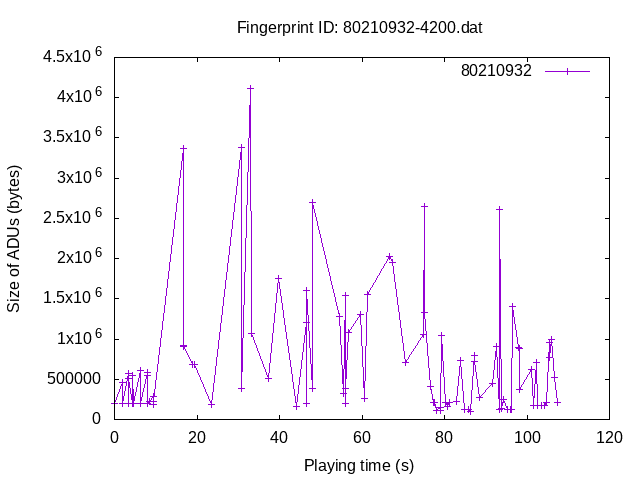 Fingerprint ID: 80210932-4200.dat
80210932
Size of ADUs (bytes)
4.5x10^6
4x10^6
3.5x10^6
3x10^6
2.5x10^6
2x10^6
1.5x10^6
1x10^6
500000
0
0 20 40 60 80 100 120
Playing time (s)